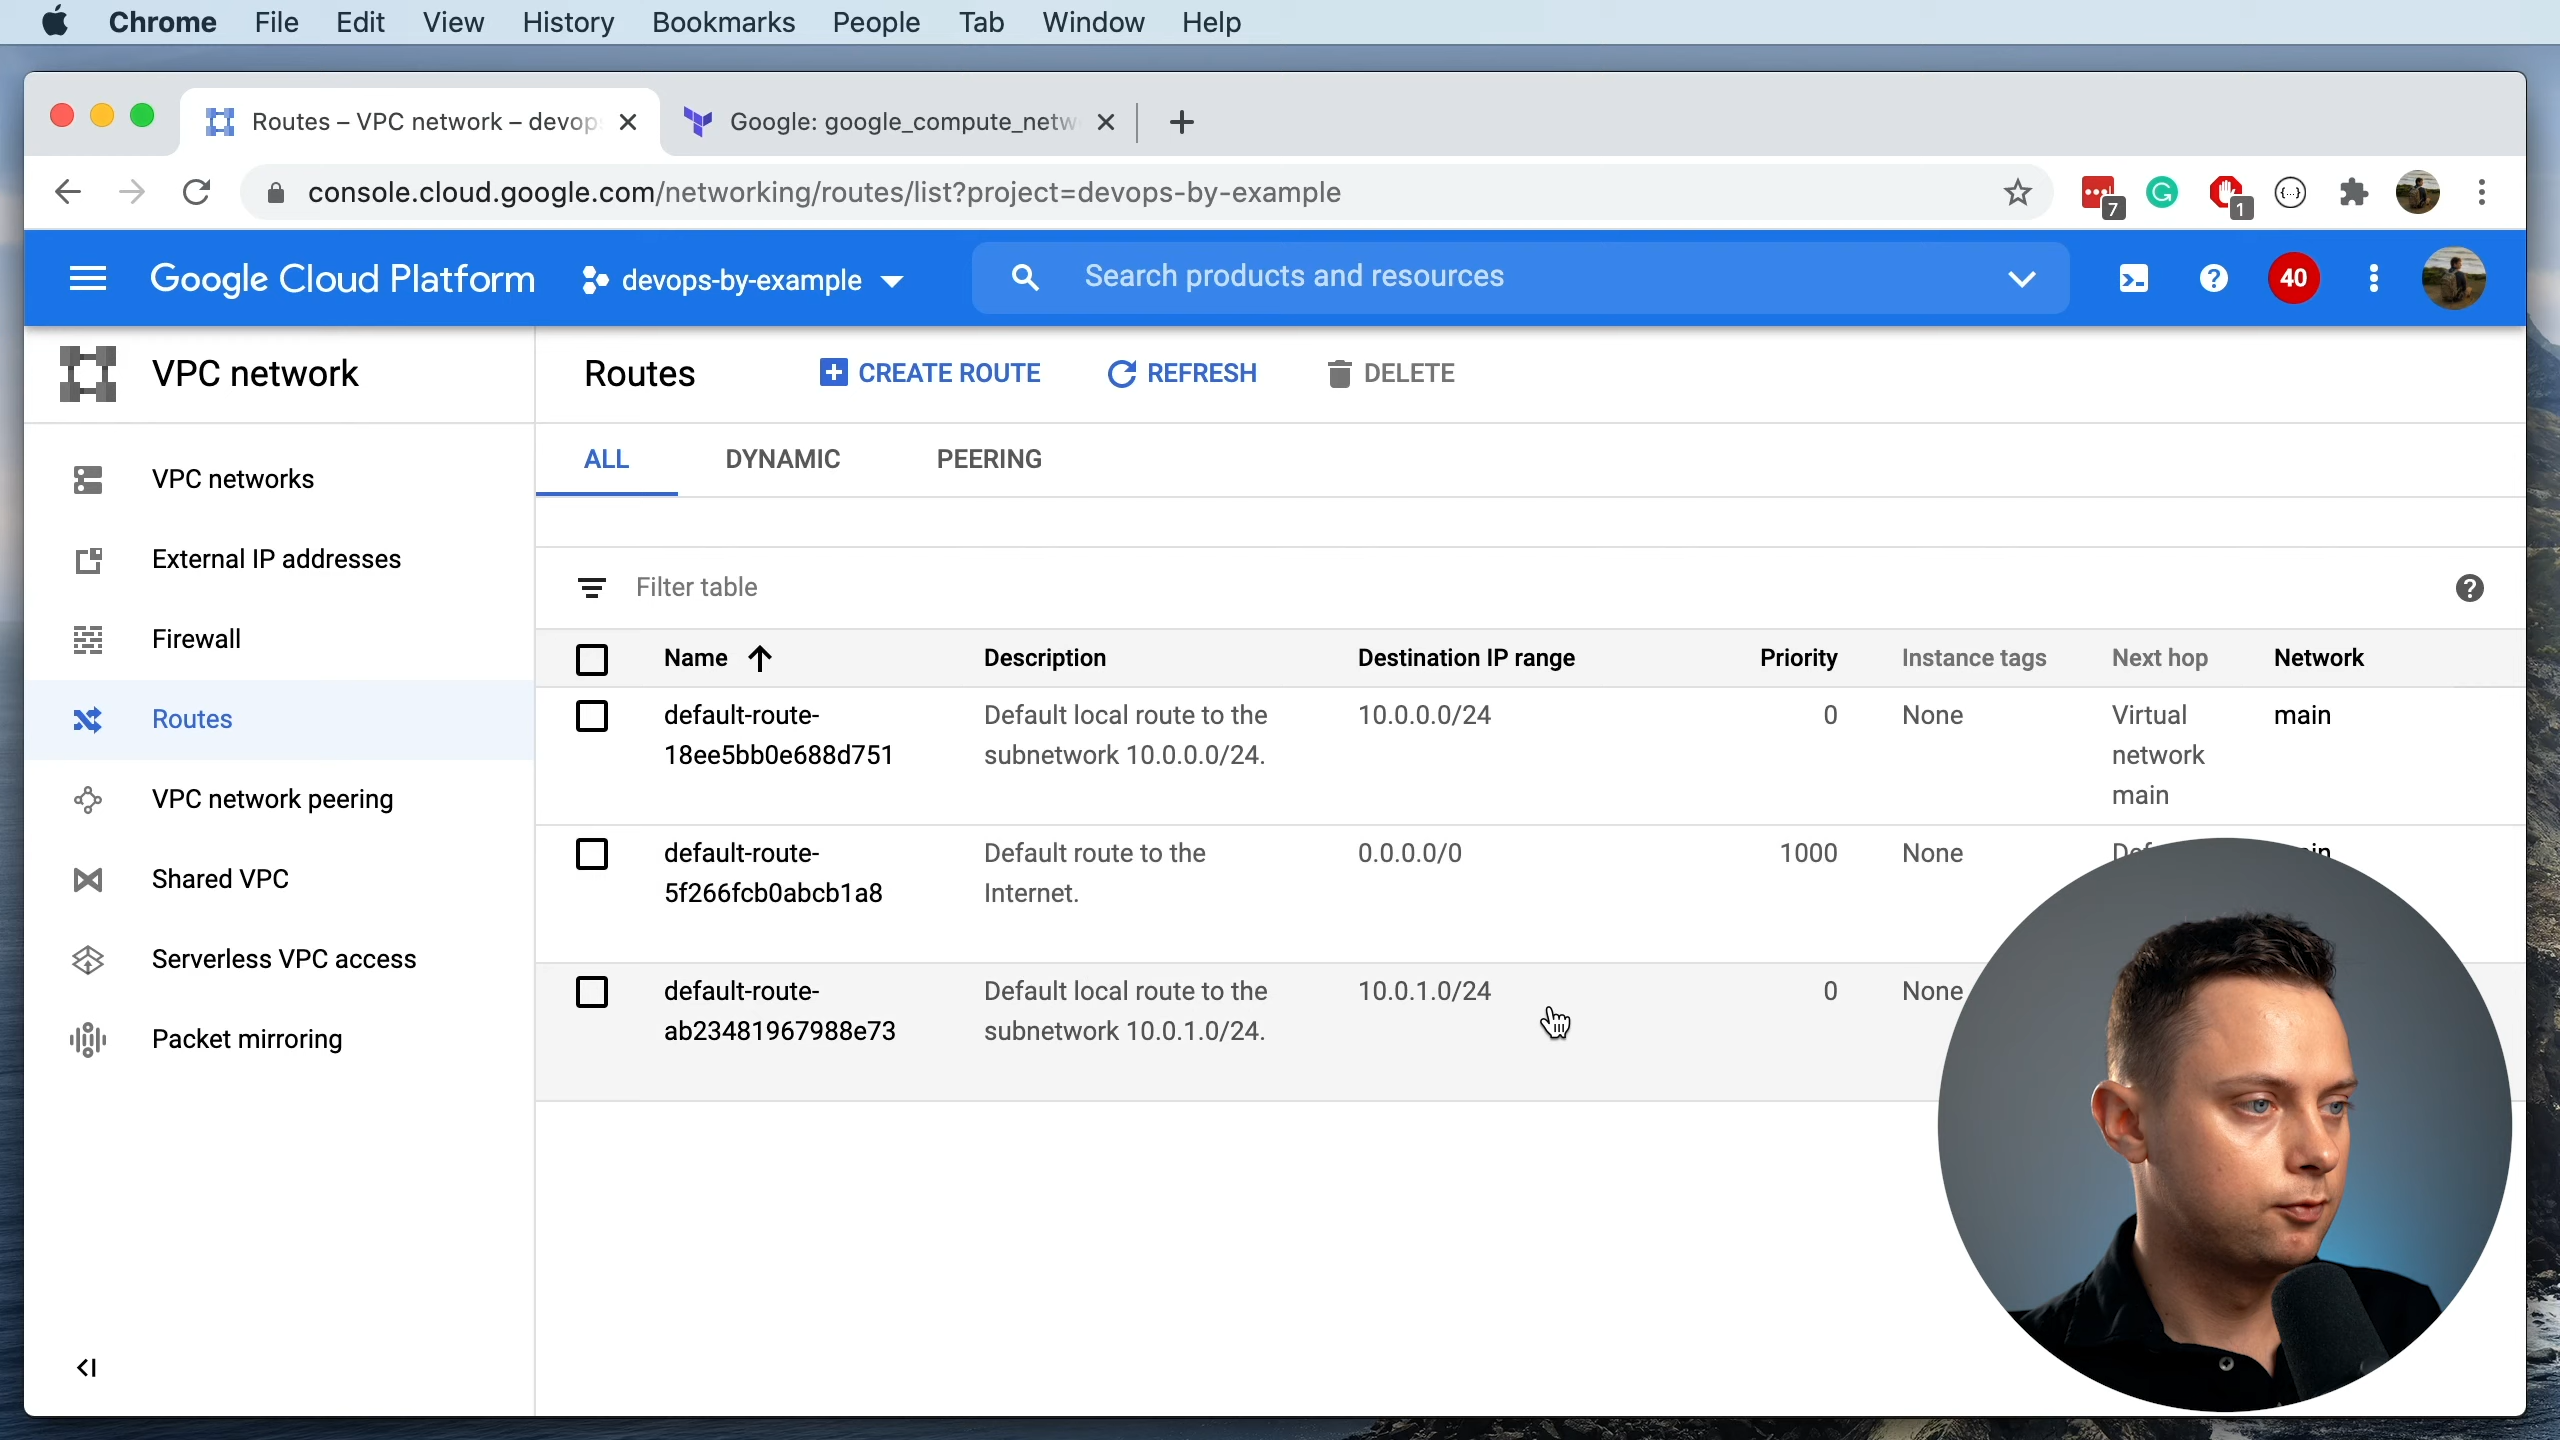 Chrome File Edit View History Bookmarks People Tab Window Help
Routes – VPC network – devop
Google: google_compute_netw
console.cloud.google.com/networking/routes/list?project=devops-by-example
7
1
Google Cloud Platform
devops-by-example
Search products and resources
40
VPC network
Routes
CREATE ROUTE
REFRESH
DELETE
VPC networks
External IP addresses
Firewall
Routes
VPC network peering
Shared VPC
Serverless VPC access
Packet mirroring
ALL DYNAMIC PEERING
Filter table
Name Description Destination IP range Priority Instance tags Next hop Network
default-route- Default local route to the 10.0.0.0/24 0 None Virtual main
18ee5bb0e688d751 subnetwork 10.0.0.0/24. network
main
default-route- Default route to the 0.0.0.0/0 1000 None
5f266fcb0abcb1a8 Internet.
default-route- Default local route to the 10.0.1.0/24 0 None
ab23481967988e73 subnetwork 10.0.1.0/24.